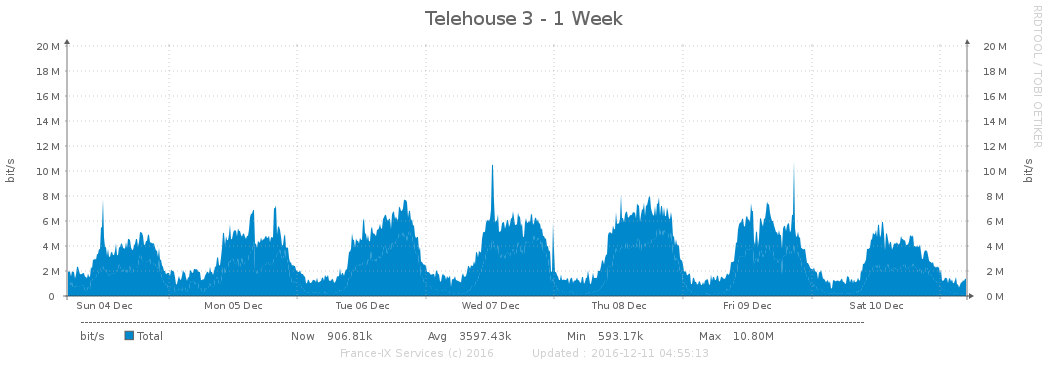 Telehouse 3 - 1 Week
RRDTOOL / TOBI OETIKER
bit/s
bit/s
20 M 20 M
18 M 18 M
16 M 16 M
14 M 14 M
12 M 12 M
10 M 10 M
8 M 8 M
6 M 6 M
4 M 4 M
2 M 2 M
0 0 M
Sun 04 Dec Mon 05 Dec Tue 06 Dec Wed 07 Dec Thu 08 Dec Fri 09 Dec Sat 10 Dec
bit/s Total Now 906.81k Avg 3597.43k Min 593.17k Max 10.80M
France-IX Services (c) 2016 Updated : 2016-12-11 04:55:13